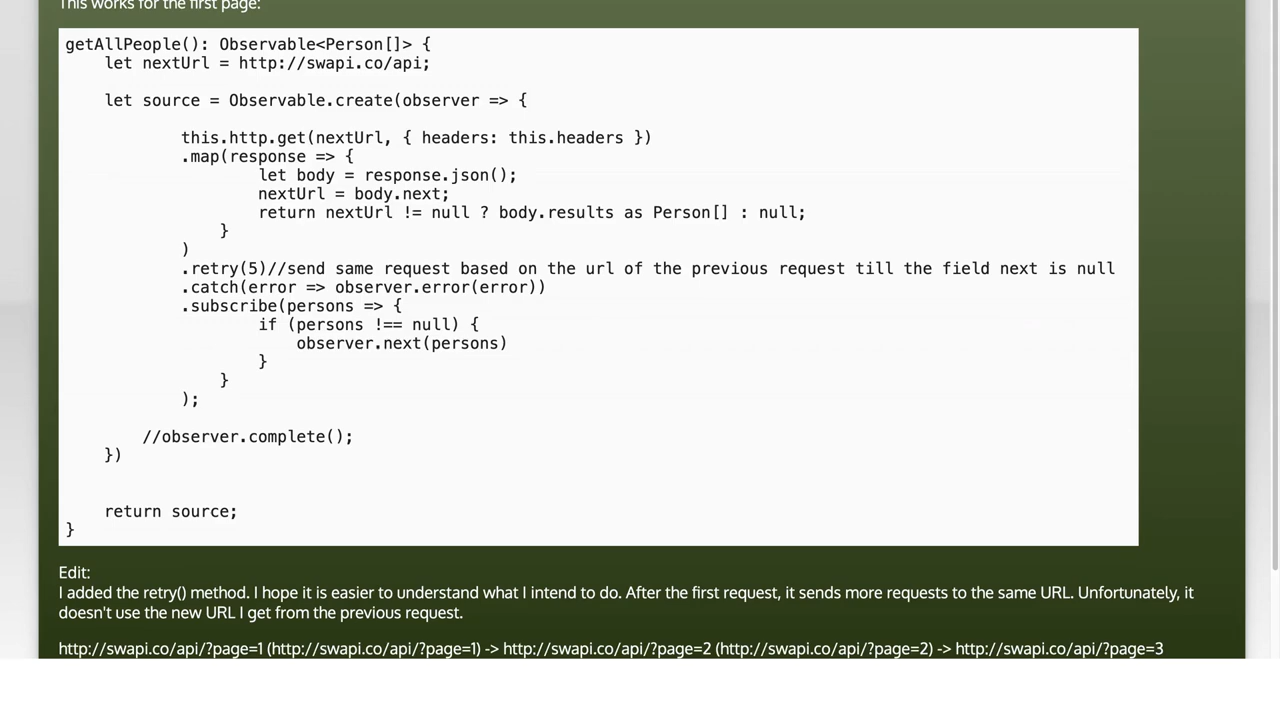 This works for the first page:
getAllPeople(): Observable<Person[]> {
    let nextUrl = http://swapi.co/api;
    let source = Observable.create(observer => {
            this.http.get(nextUrl, { headers: this.headers })
            .map(response => {
                    let body = response.json();
                    nextUrl = body.next;
                    return nextUrl != null ? body.results as Person[] : null;
                }
            )
            .retry(5)//send same request based on the url of the previous request till the field next is null
            .catch(error => observer.error(error))
            .subscribe(persons => {
                    if (persons !== null) {
                        observer.next(persons)
                    }
                }
            );
        //observer.complete();
    })
    return source;
}
Edit:
I added the retry() method. I hope it is easier to understand what I intend to do. After the first request, it sends more requests to the same URL. Unfortunately, it
doesn't use the new URL I get from the previous request.
http://swapi.co/api/?page=1 (http://swapi.co/api/?page=1) -> http://swapi.co/api/?page=2 (http://swapi.co/api/?page=2) -> http://swapi.co/api/?page=3